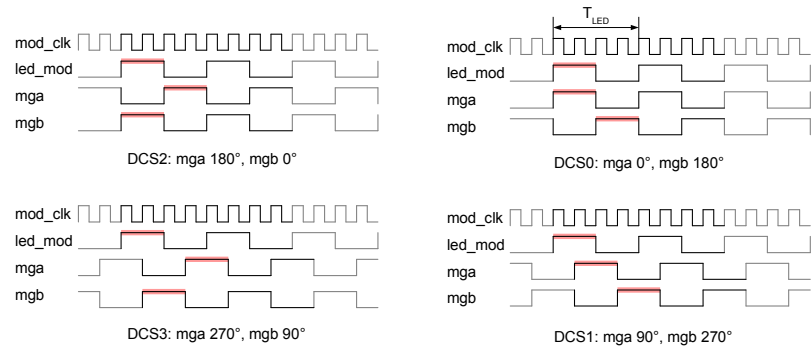 mod_clk
led_mod
mga
mgb
DCS2: mga 180°, mgb 0°
T_LED
mod_clk
led_mod
mga
mgb
DCS0: mga 0°, mgb 180°
mod_clk
led_mod
mga
mgb
DCS3: mga 270°, mgb 90°
mod_clk
led_mod
mga
mgb
DCS1: mga 90°, mgb 270°